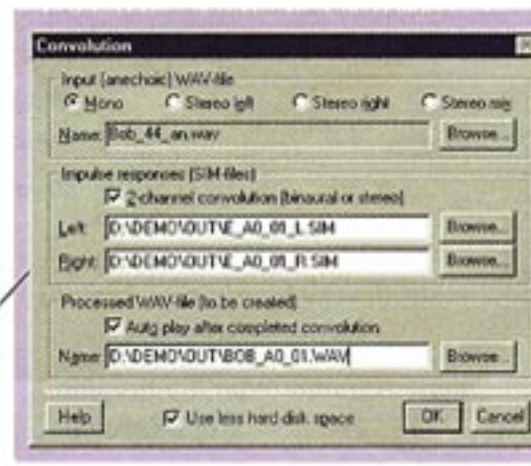 Convolution
Input (anechoic) WAV-file
Mono Stereo left Stereo right Stereo mix
Name: Bob_44_an.wav Browse...
Impulse responses (SIM-files)
2-channel convolution (binaural or stereo)
Left: D:\DEMO\OUT\E_A0_01_L.SIM Browse...
Right: D:\DEMO\OUT\E_A0_01_R.SIM Browse...
Processed WAV-file (to be created)
Auto play after completed convolution
Name: D:\DEMO\OUT\BOB_A0_01.WAV Browse...
Help Use less hard disk space OK Cancel